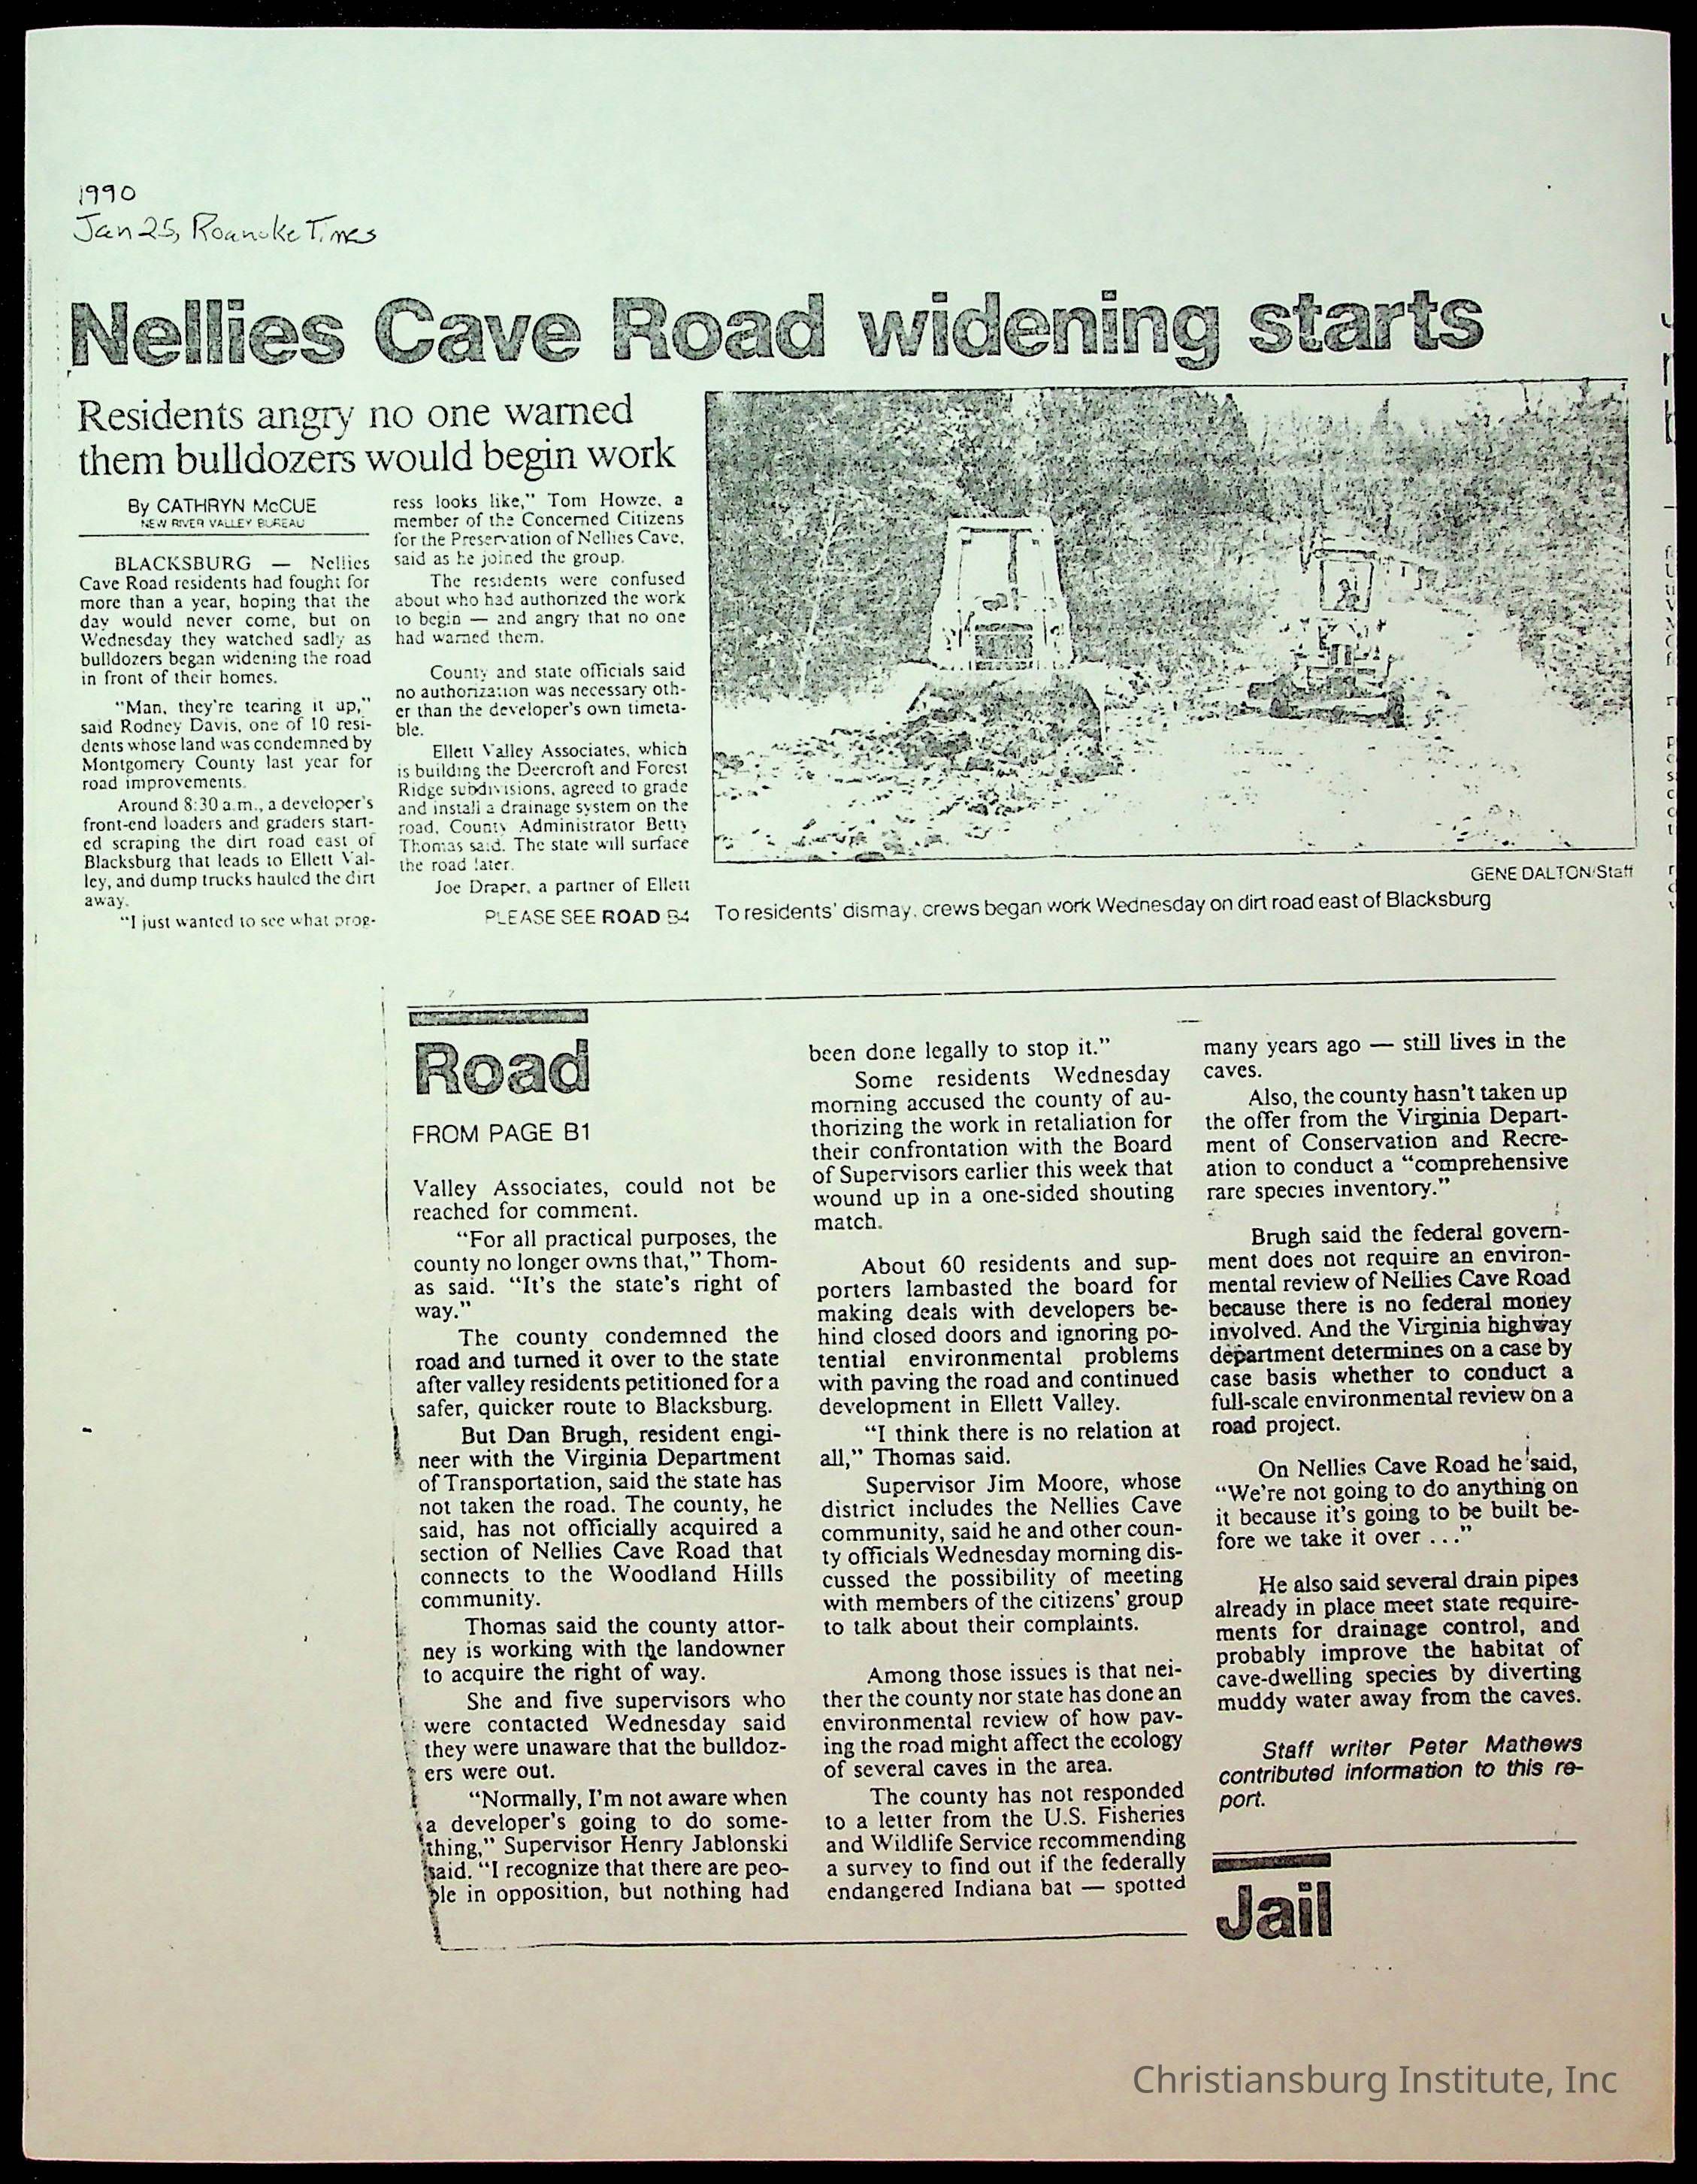 1990
Jan 25, Roanoke Times
Nellies Cave Road widening starts
Residents angry no one warned
them bulldozers would begin work
By CATHRYN McCUE
NEW RIVER VALLEY BUREAU
BLACKSBURG — Nellies
Cave Road residents had fought for
more than a year, hoping that the
day would never come, but on
Wednesday they watched sadly as
bulldozers began widening the road
in front of their homes.
"Man, they're tearing it up,"
said Rodney Davis, one of 10 resi-
dents whose land was condemned by
Montgomery County last year for
road improvements.
Around 8:30 a.m., a developer's
front-end loaders and graders start-
ed scraping the dirt road east of
Blacksburg that leads to Ellett Val-
ley, and dump trucks hauled the dirt
away.
"I just wanted to see what prog-
ress looks like," Tom Howze, a
member of the Concerned Citizens
for the Preservation of Nellies Cave,
said as he joined the group.
The residents were confused
about who had authorized the work
to begin — and angry that no one
had warned them.
County and state officials said
no authorization was necessary oth-
er than the developer's own timeta-
ble.
Ellett Valley Associates, which
is building the Deercroft and Forest
Ridge subdivisions, agreed to grade
and install a drainage system on the
road, County Administrator Betty
Thomas said. The state will surface
the road later.
Joe Draper, a partner of Ellett
PLEASE SEE ROAD B4
GENE DALTON/Staff
To residents' dismay, crews began work Wednesday on dirt road east of Blacksburg
Road
FROM PAGE B1
Valley Associates, could not be
reached for comment.
"For all practical purposes, the
county no longer owns that," Thom-
as said. "It's the state's right of
way."
The county condemned the
road and turned it over to the state
after valley residents petitioned for a
safer, quicker route to Blacksburg.
But Dan Brugh, resident engi-
neer with the Virginia Department
of Transportation, said the state has
not taken the road. The county, he
said, has not officially acquired a
section of Nellies Cave Road that
connects to the Woodland Hills
community.
Thomas said the county attor-
ney is working with the landowner
to acquire the right of way.
She and five supervisors who
were contacted Wednesday said
they were unaware that the bulldoz-
ers were out.
"Normally, I'm not aware when
a developer's going to do some-
thing," Supervisor Henry Jablonski
said. "I recognize that there are peo-
ple in opposition, but nothing had
been done legally to stop it."
Some residents Wednesday
morning accused the county of au-
thorizing the work in retaliation for
their confrontation with the Board
of Supervisors earlier this week that
wound up in a one-sided shouting
match.
About 60 residents and sup-
porters lambasted the board for
making deals with developers be-
hind closed doors and ignoring po-
tential environmental problems
with paving the road and continued
development in Ellett Valley.
"I think there is no relation at
all," Thomas said.
Supervisor Jim Moore, whose
district includes the Nellies Cave
community, said he and other coun-
ty officials Wednesday morning dis-
cussed the possibility of meeting
with members of the citizens' group
to talk about their complaints.
Among those issues is that nei-
ther the county nor state has done an
environmental review of how pav-
ing the road might affect the ecology
of several caves in the area.
The county has not responded
to a letter from the U.S. Fisheries
and Wildlife Service recommending
a survey to find out if the federally
endangered Indiana bat — spotted
many years ago — still lives in the
caves.
Also, the county hasn't taken up
the offer from the Virginia Depart-
ment of Conservation and Recre-
ation to conduct a "comprehensive
rare species inventory."
Brugh said the federal govern-
ment does not require an environ-
mental review of Nellies Cave Road
because there is no federal money
involved. And the Virginia highway
department determines on a case by
case basis whether to conduct a
full-scale environmental review on a
road project.
On Nellies Cave Road he said,
"We're not going to do anything on
it because it's going to be built be-
fore we take it over . . ."
He also said several drain pipes
already in place meet state require-
ments for drainage control, and
probably improve the habitat of
cave-dwelling species by diverting
muddy water away from the caves.
Staff writer Peter Mathews
contributed information to this re-
port.
Jail
Christiansburg Institute, Inc